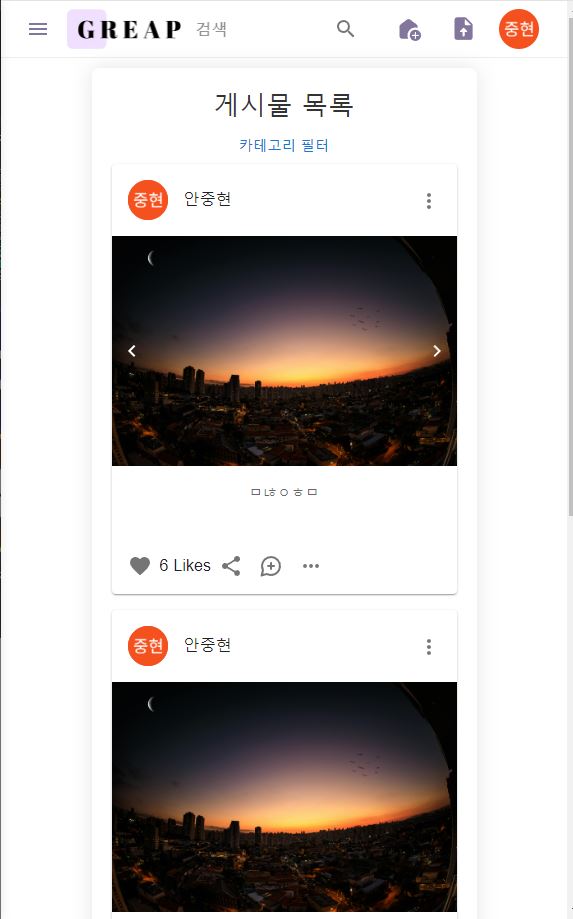 GREAP 검색 중현
게시물 목록
카테고리 필터
중현 안중현
ㅁㄶㅇㅎㅁ
6 Likes
중현 안중현